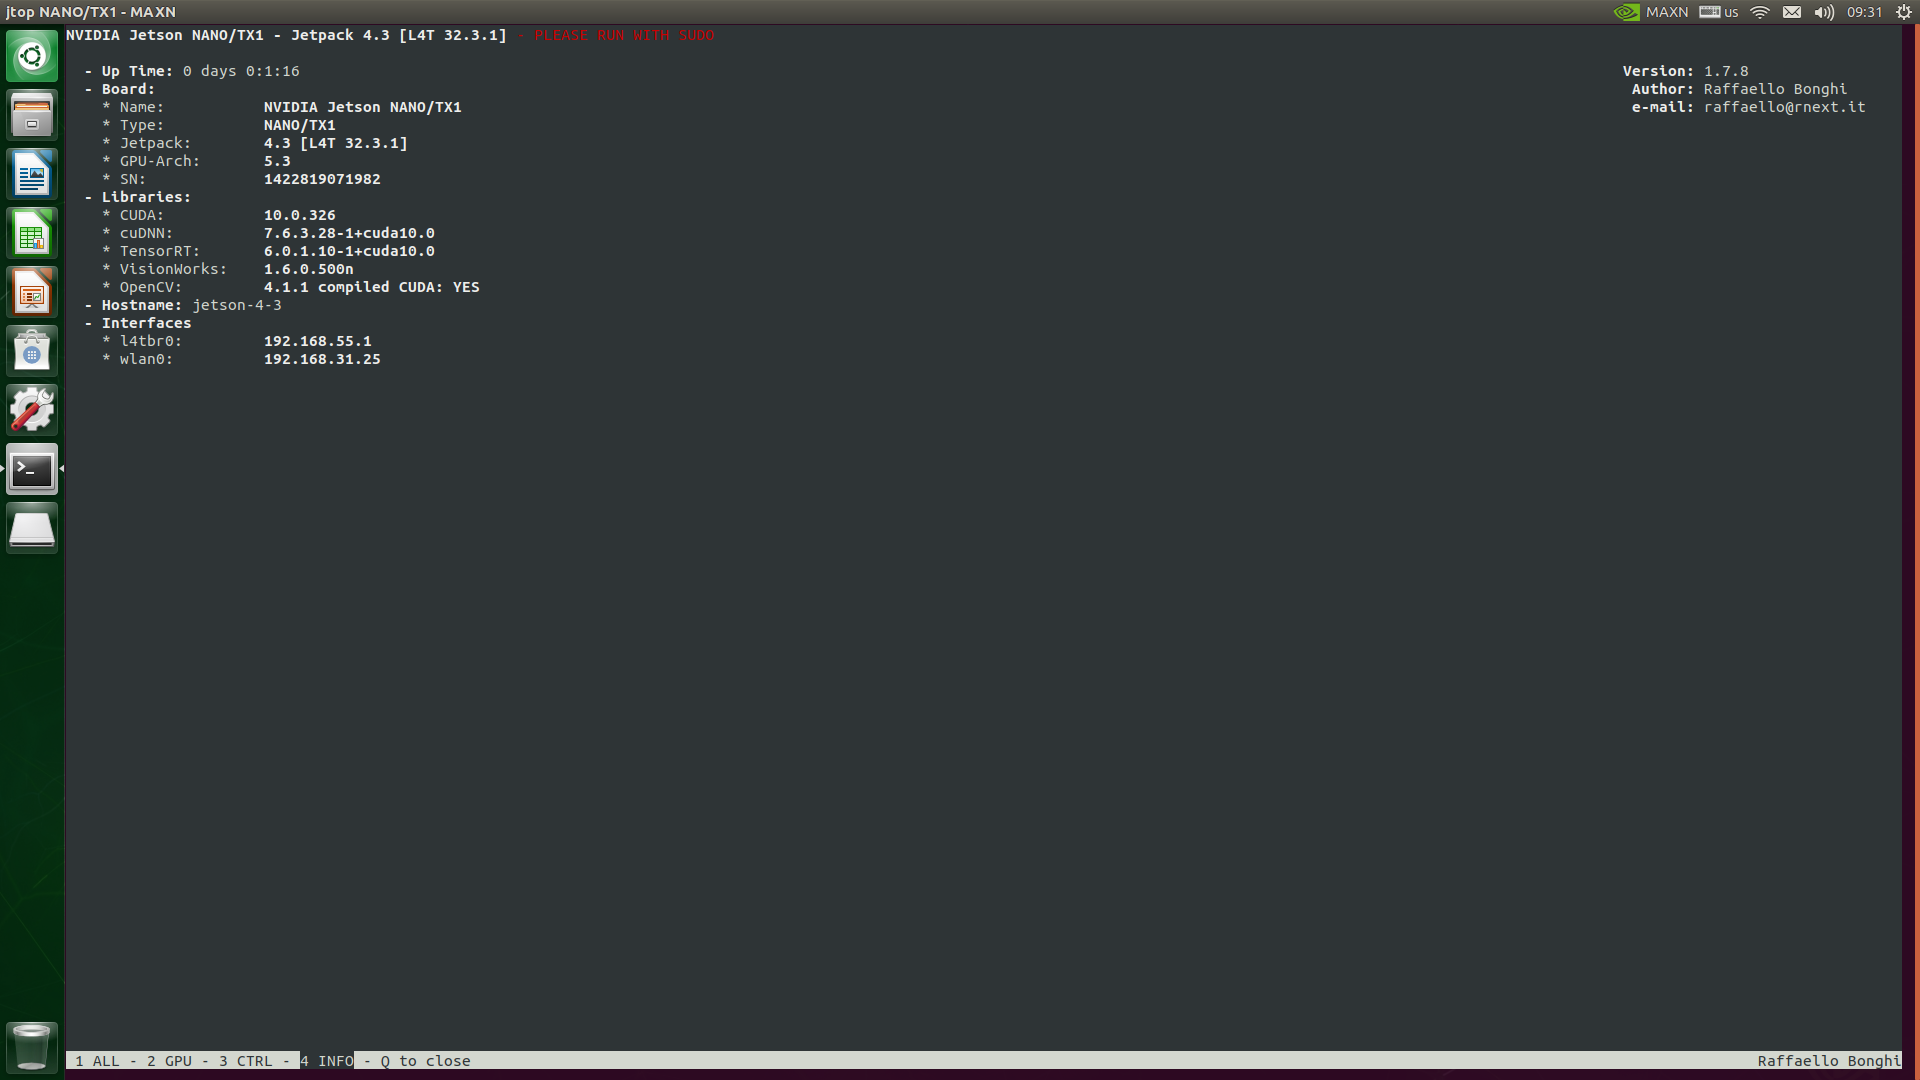 jtop NANO/TX1 - MAXN
MAXN us 09:31
NVIDIA Jetson NANO/TX1 - Jetpack 4.3 [L4T 32.3.1] - PLEASE RUN WITH SUDO
- Up Time: 0 days 0:1:16
- Board:
* Name: NVIDIA Jetson NANO/TX1
* Type: NANO/TX1
* Jetpack: 4.3 [L4T 32.3.1]
* GPU-Arch: 5.3
* SN: 1422819071982
- Libraries:
* CUDA: 10.0.326
* cuDNN: 7.6.3.28-1+cuda10.0
* TensorRT: 6.0.1.10-1+cuda10.0
* VisionWorks: 1.6.0.500n
* OpenCV: 4.1.1 compiled CUDA: YES
- Hostname: jetson-4-3
- Interfaces
* l4tbr0: 192.168.55.1
* wlan0: 192.168.31.25
Version: 1.7.8
Author: Raffaello Bonghi
e-mail: raffaello@rnext.it
1 ALL - 2 GPU - 3 CTRL - 4 INFO - Q to close
Raffaello Bonghi